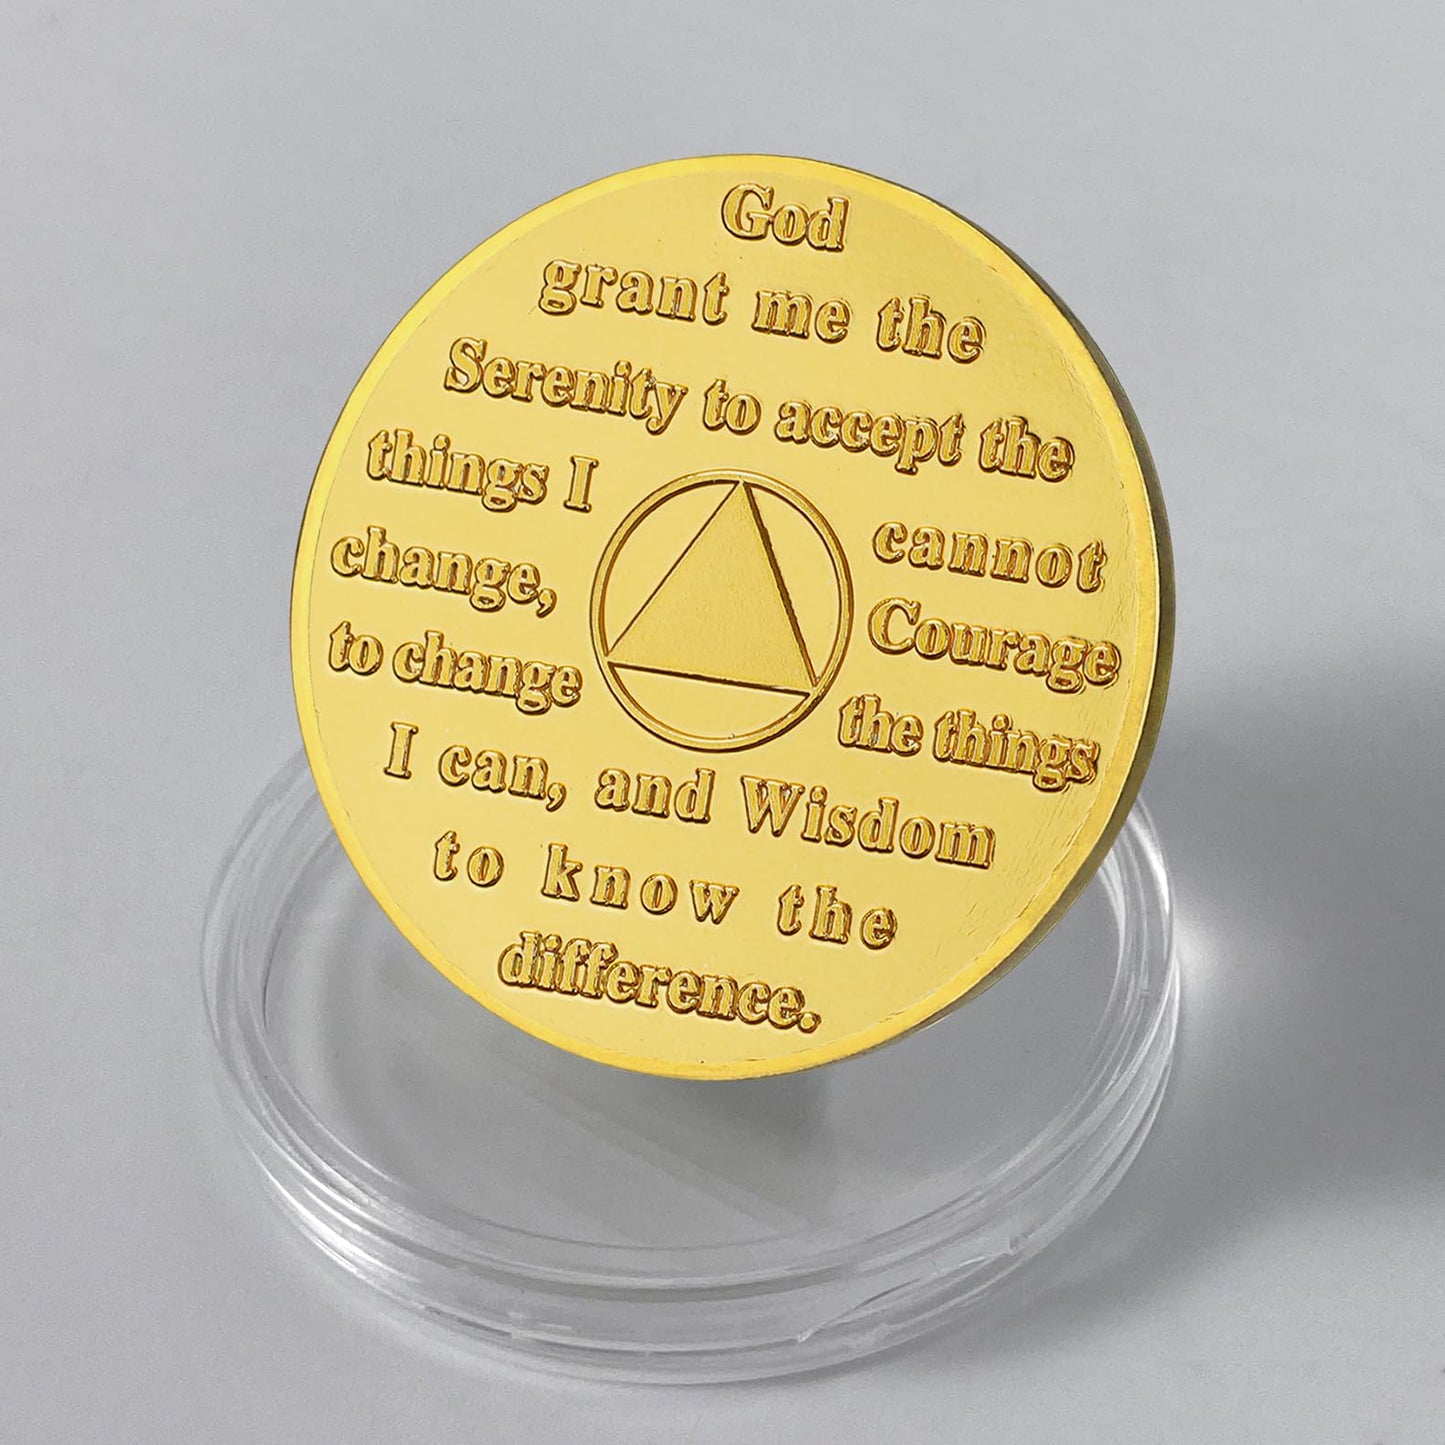 God
grant me the
Serenity to accept the
things I cannot
change, Courage
to change the things
I can, and Wisdom
to know the
difference.